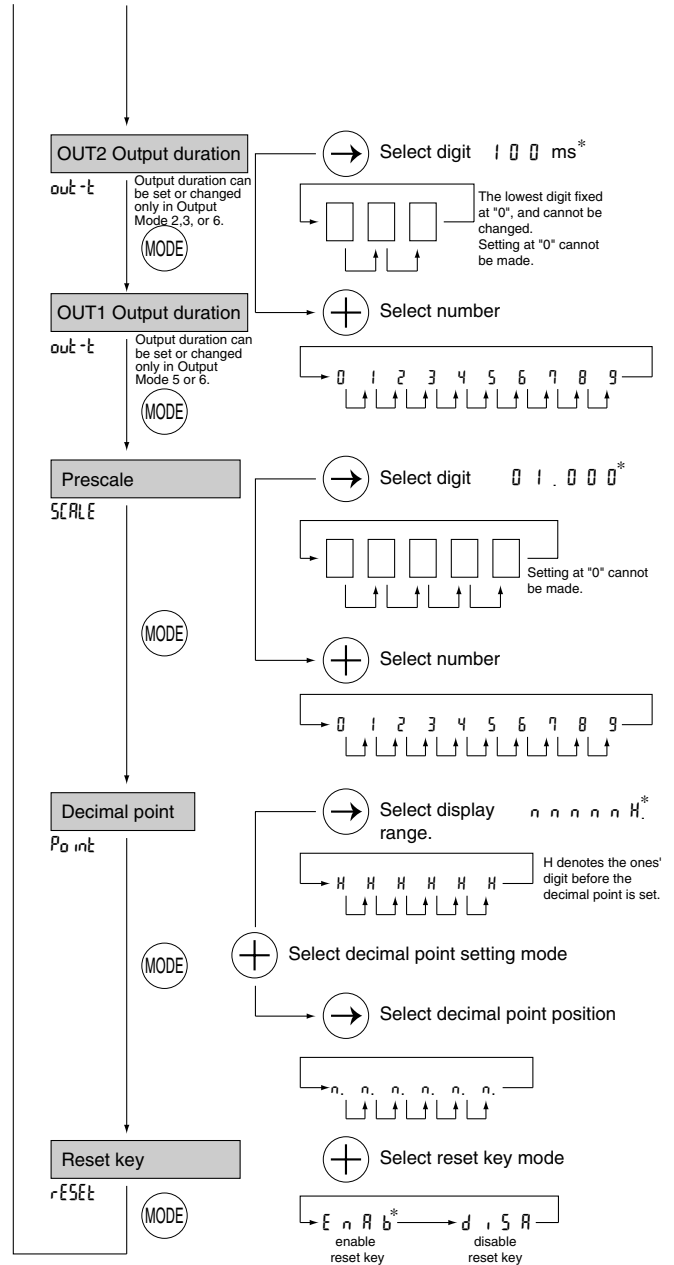 OUT2 Output duration
out-t
Output duration can
be set or changed
only in Output
Mode 2,3, or 6.
MODE
→ Select digit 100 ms*
The lowest digit fixed
at "0", and cannot be
changed.
Setting at "0" cannot
be made.
+ Select number
0 1 2 3 4 5 6 7 8 9
OUT1 Output duration
out-t
Output duration can
be set or changed
only in Output
Mode 5 or 6.
MODE
Prescale
SCALE
→ Select digit 01.000*
Setting at "0" cannot
be made.
MODE
+ Select number
0 1 2 3 4 5 6 7 8 9
Decimal point
Point
→ Select display
range.
n n n n n H.*
H H H H H H
H denotes the ones'
digit before the
decimal point is set.
MODE
+ Select decimal point setting mode
→ Select decimal point position
n. n. n. n. n. n.
Reset key
rESEt
MODE
+ Select reset key mode
EnAb* diSA
enable
reset key
disable
reset key